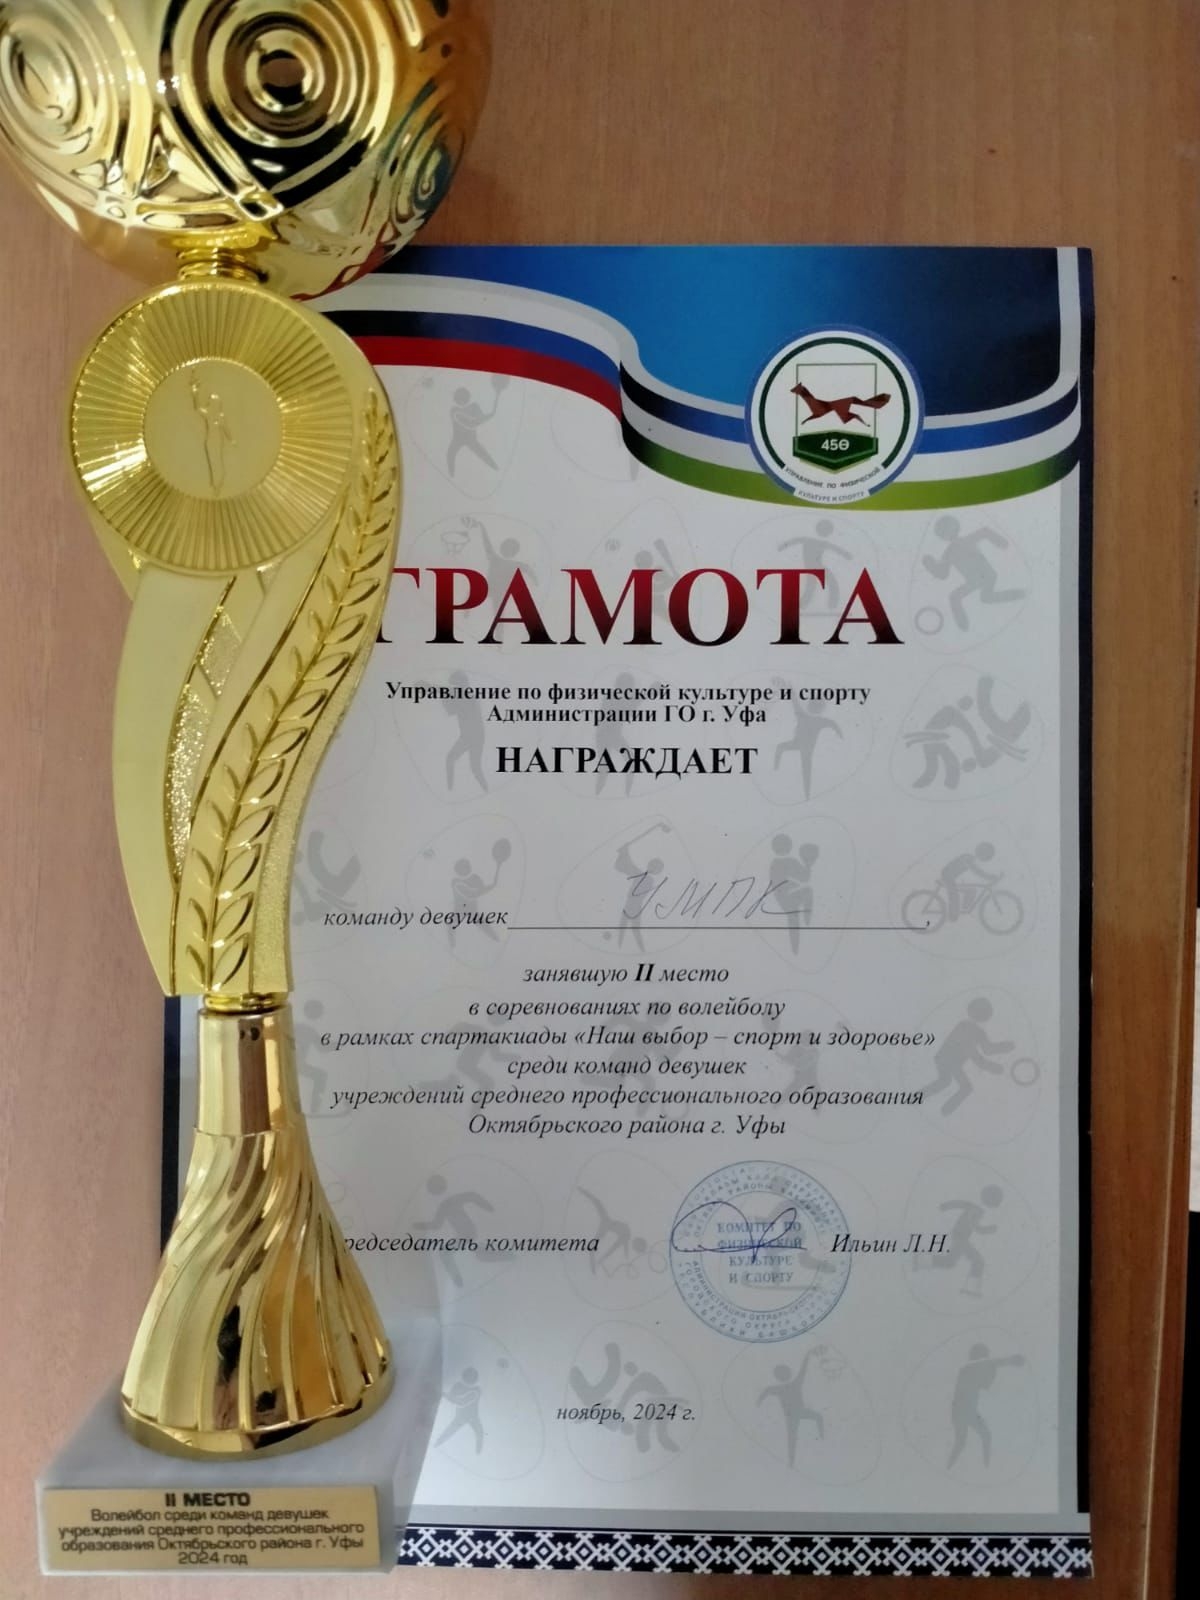 450
УПРАВЛЕНИЕ ПО ФИЗИЧЕСКОЙ
КУЛЬТУРЕ И СПОРТУ
ГРАМОТА
Управление по физической культуре и спорту
Администрации ГО г. Уфа
НАГРАЖДАЕТ
команду девушек УМПК,
занявшую II место
в соревнованиях по волейболу
в рамках спартакиады «Наш выбор – спорт и здоровье»
среди команд девушек
учреждений среднего профессионального образования
Октябрьского района г. Уфы
редседатель комитета Ильин Л.Н.
КОМИТЕТ ПО
ФИЗИЧЕСКОЙ
КУЛЬТУРЕ
И СПОРТУ
ноябрь, 2024 г.
II МЕСТО
Волейбол среди команд девушек
учреждений среднего профессионального
образования Октябрьского района г. Уфы
2024 год